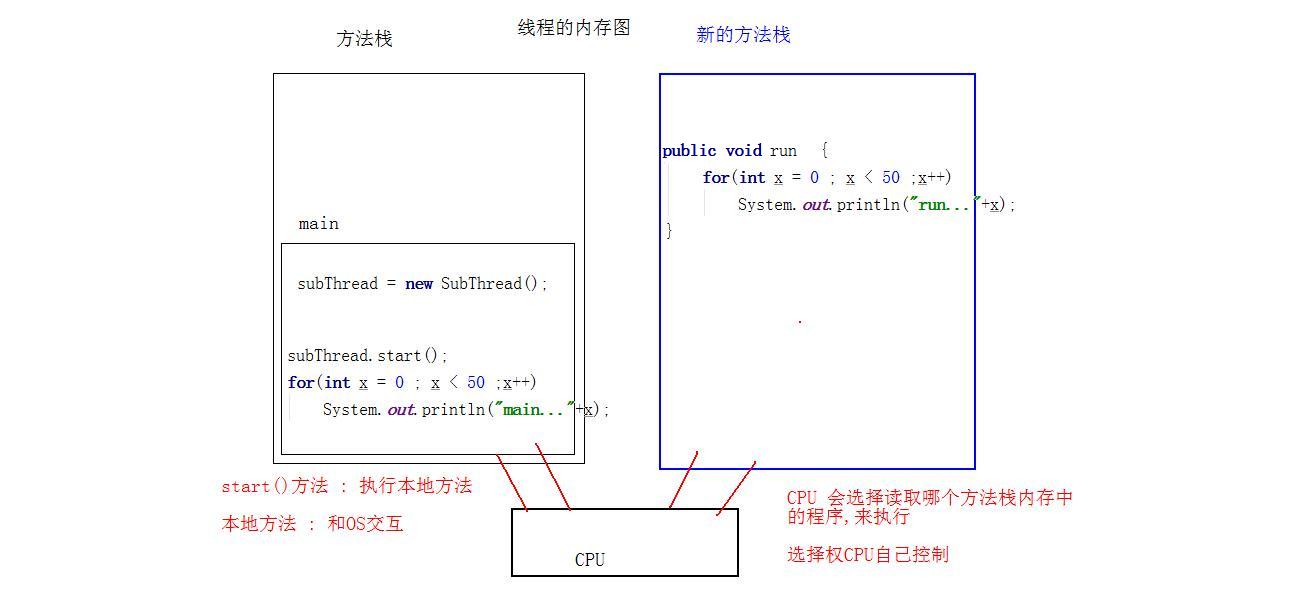 线程的内存图
方法栈
新的方法栈
main
subThread = new SubThread();
subThread.start();
for(int x = 0 ; x < 50 ;x++)
System.out.println("main..."+x);
public void run {
for(int x = 0 ; x < 50 ;x++)
System.out.println("run..."+x);
}
start()方法 : 执行本地方法
本地方法 : 和OS交互
CPU
CPU 会选择读取哪个方法栈内存中
的程序,来执行
选择权CPU自己控制